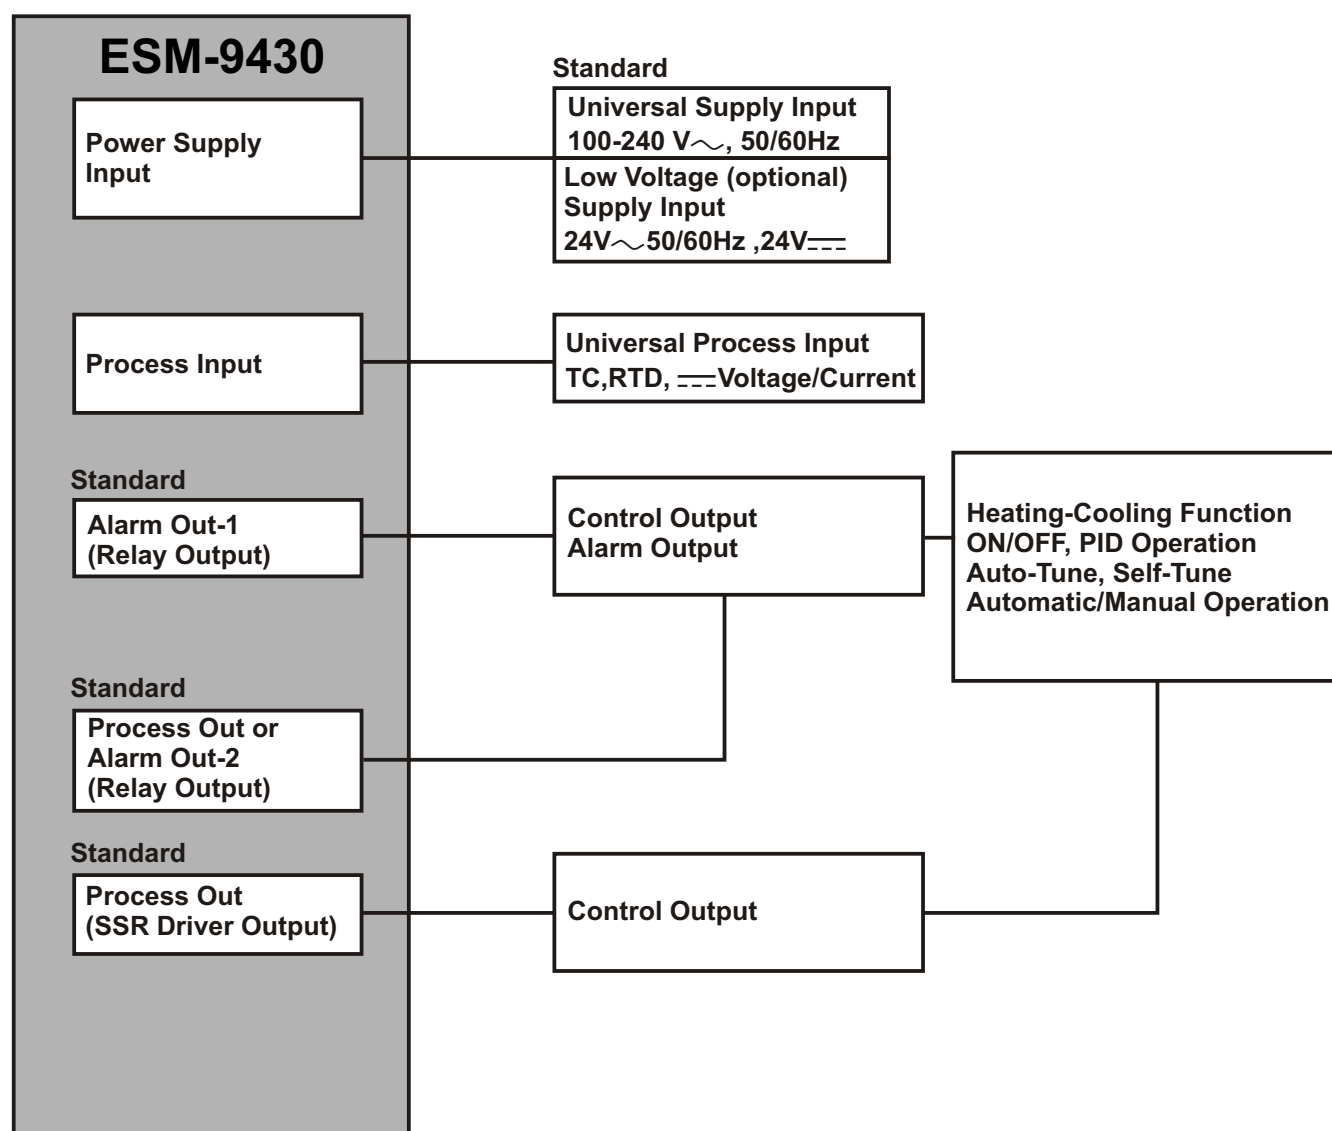 ESM-9430
Power Supply
Input
Standard
Universal Supply Input
100-240 V⏦, 50/60Hz
Low Voltage (optional)
Supply Input
24V⏦50/60Hz ,24V⎓
Process Input
Universal Process Input
TC,RTD, ⎓Voltage/Current
Standard
Alarm Out-1
(Relay Output)
Control Output
Alarm Output
Heating-Cooling Function
ON/OFF, PID Operation
Auto-Tune, Self-Tune
Automatic/Manual Operation
Standard
Process Out or
Alarm Out-2
(Relay Output)
Standard
Process Out
(SSR Driver Output)
Control Output